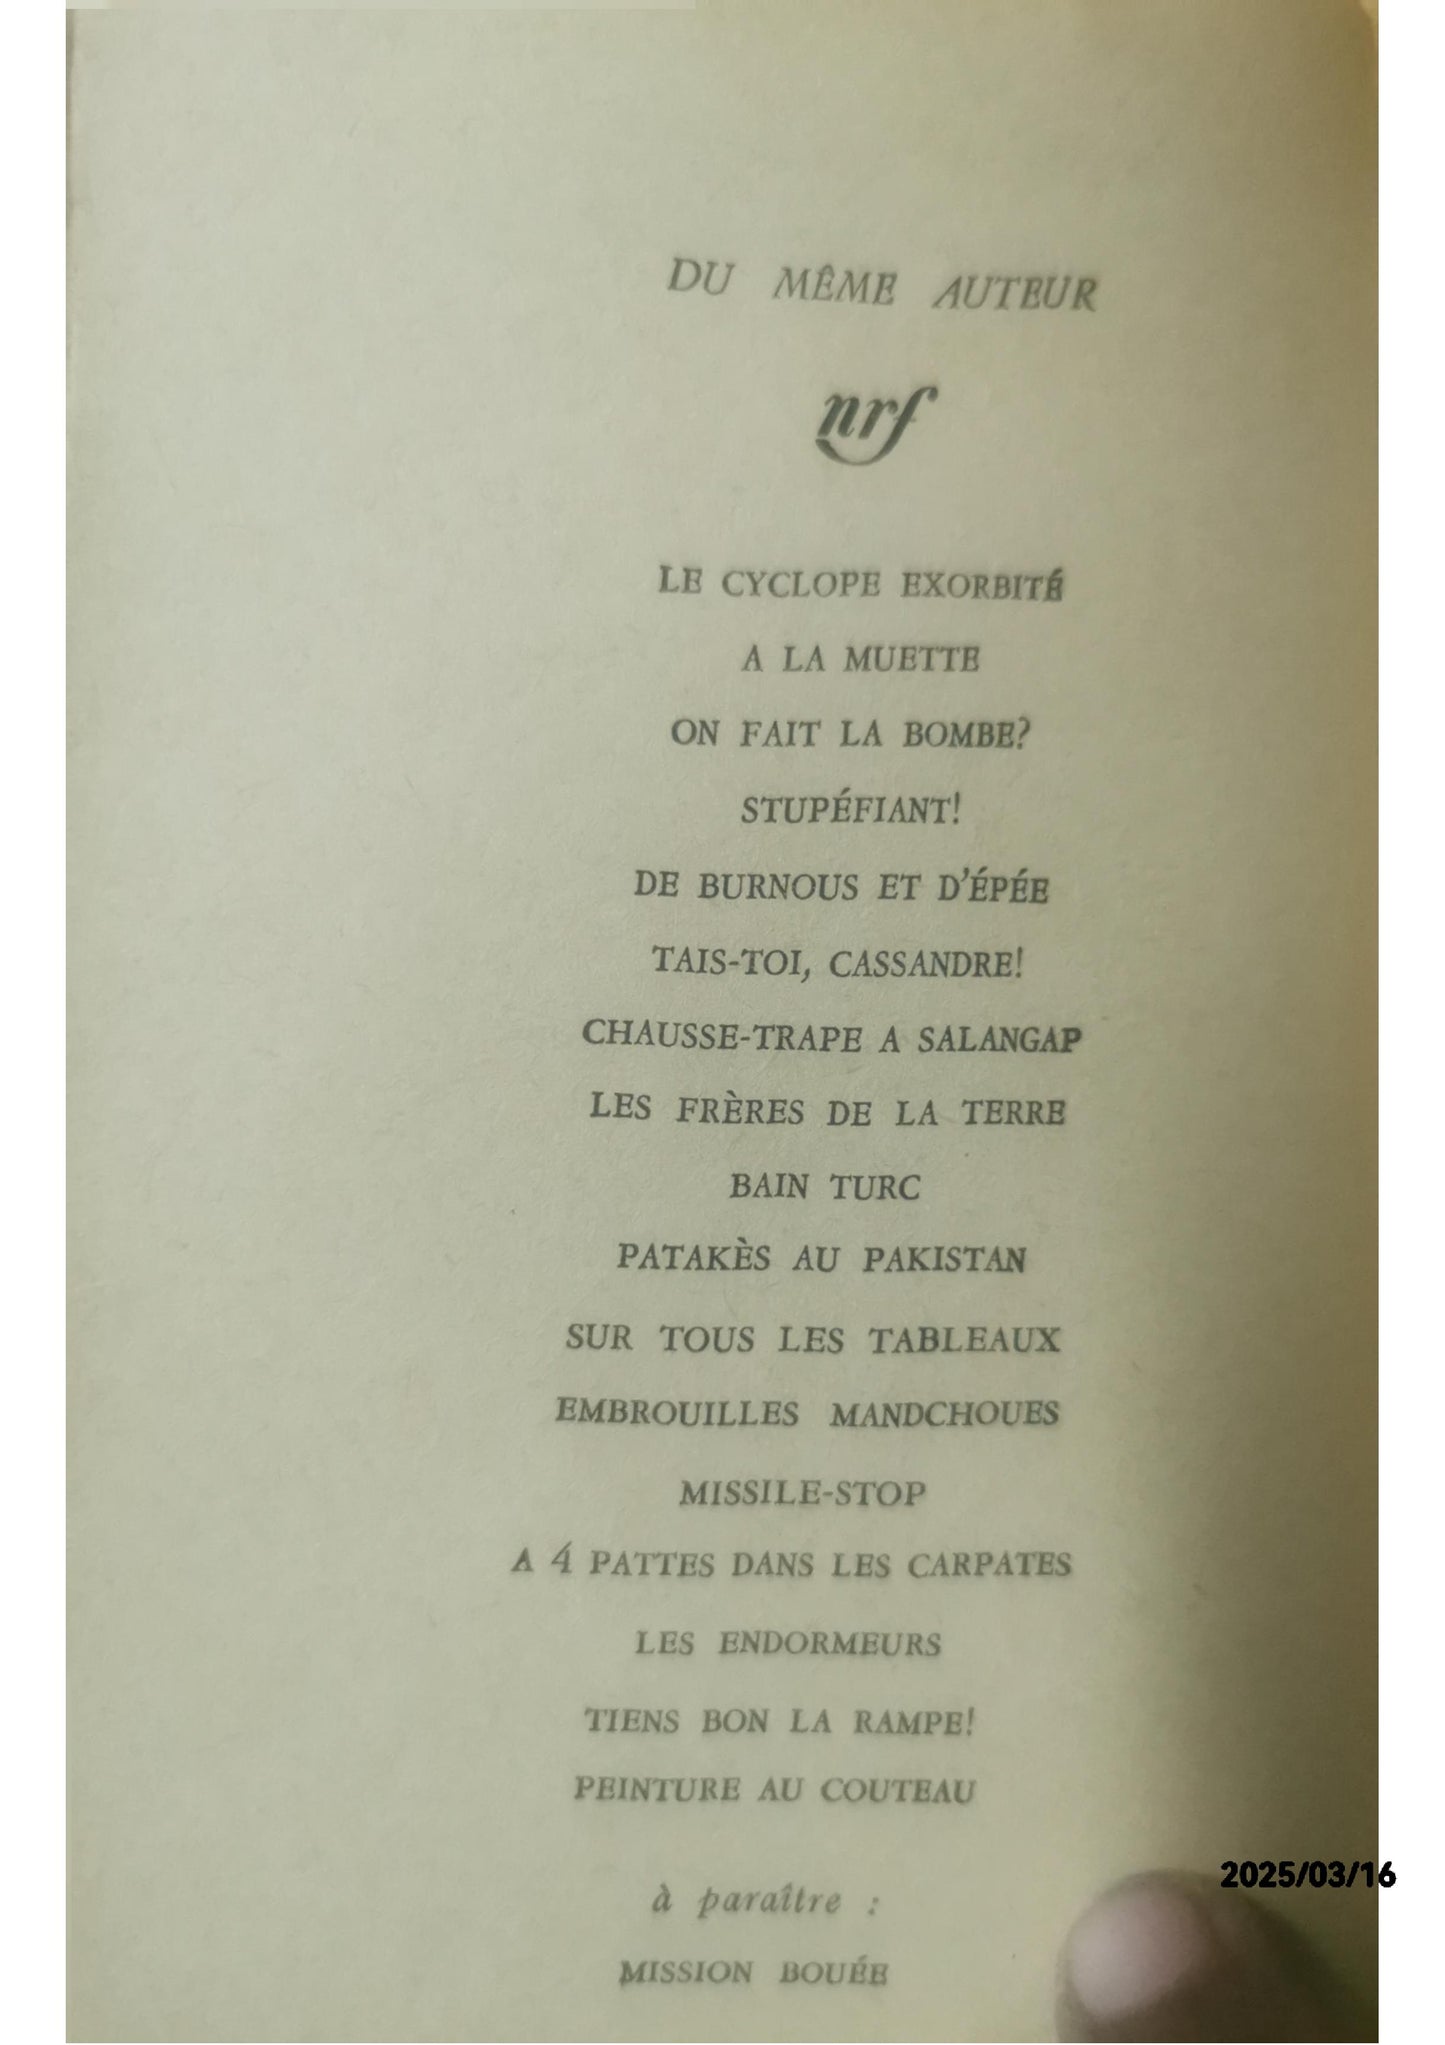 DU MÊME AUTEUR
nrf
LE CYCLOPE EXORBITÉ
A LA MUETTE
ON FAIT LA BOMBE?
STUPÉFIANT!
DE BURNOUS ET D'ÉPÉE
TAIS-TOI, CASSANDRE!
CHAUSSE-TRAPE A SALANGAP
LES FRÈRES DE LA TERRE
BAIN TURC
PATAKÈS AU PAKISTAN
SUR TOUS LES TABLEAUX
EMBROUILLES MANDCHOUES
MISSILE-STOP
A 4 PATTES DANS LES CARPATES
LES ENDORMEURS
TIENS BON LA RAMPE!
PEINTURE AU COUTEAU
à paraître :
MISSION BOUÉE
2025/03/16